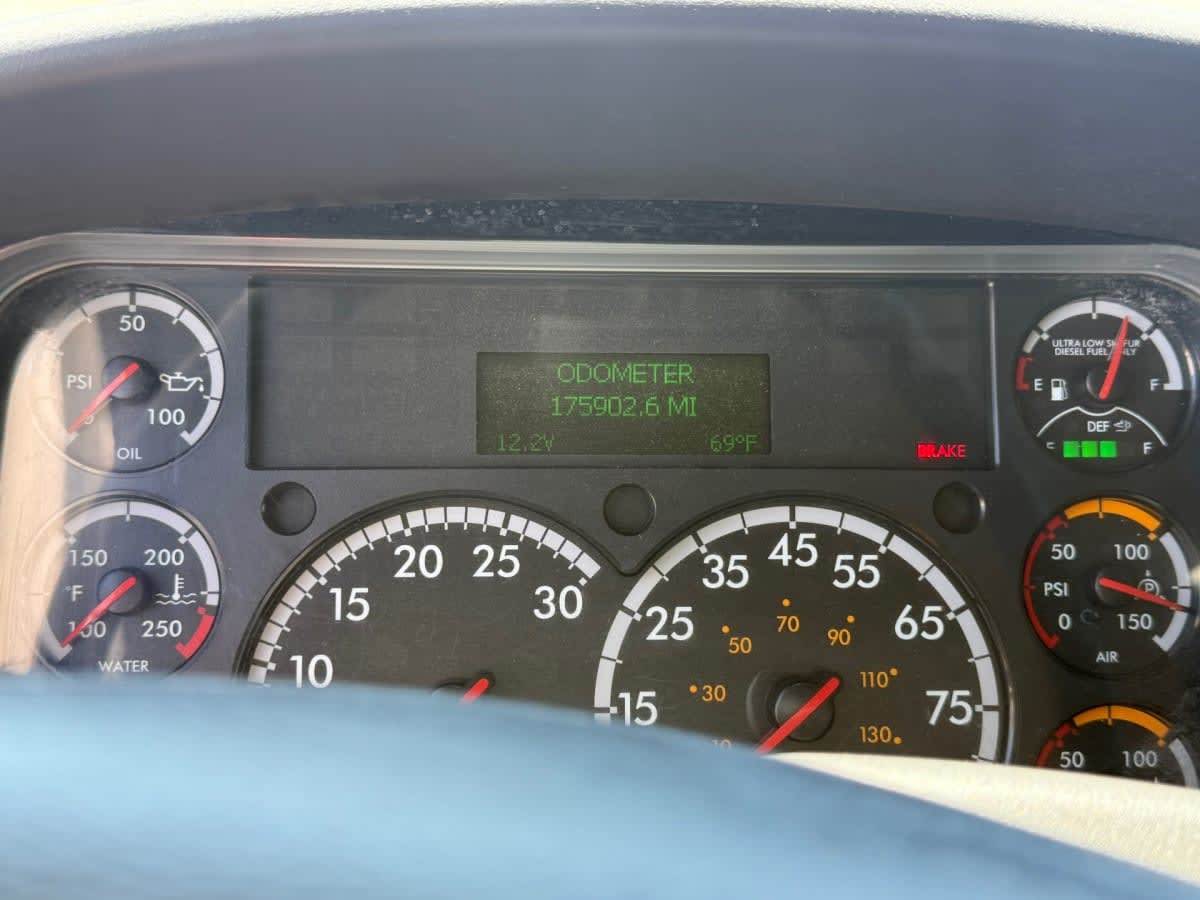 ODOMETER
175902.6 MI
12.2V 69°F
BRAKE
50
PSI
100
OIL
150 200
°F
100 250
WATER
10
15
20
25
30
15
25
35
45
55
65
75
30
50
70
90
110
130
DIESEL FUEL ONLY
ULTRA LOW
E F
DEF
F
50 100
PSI
P
0 150
AIR
50 100